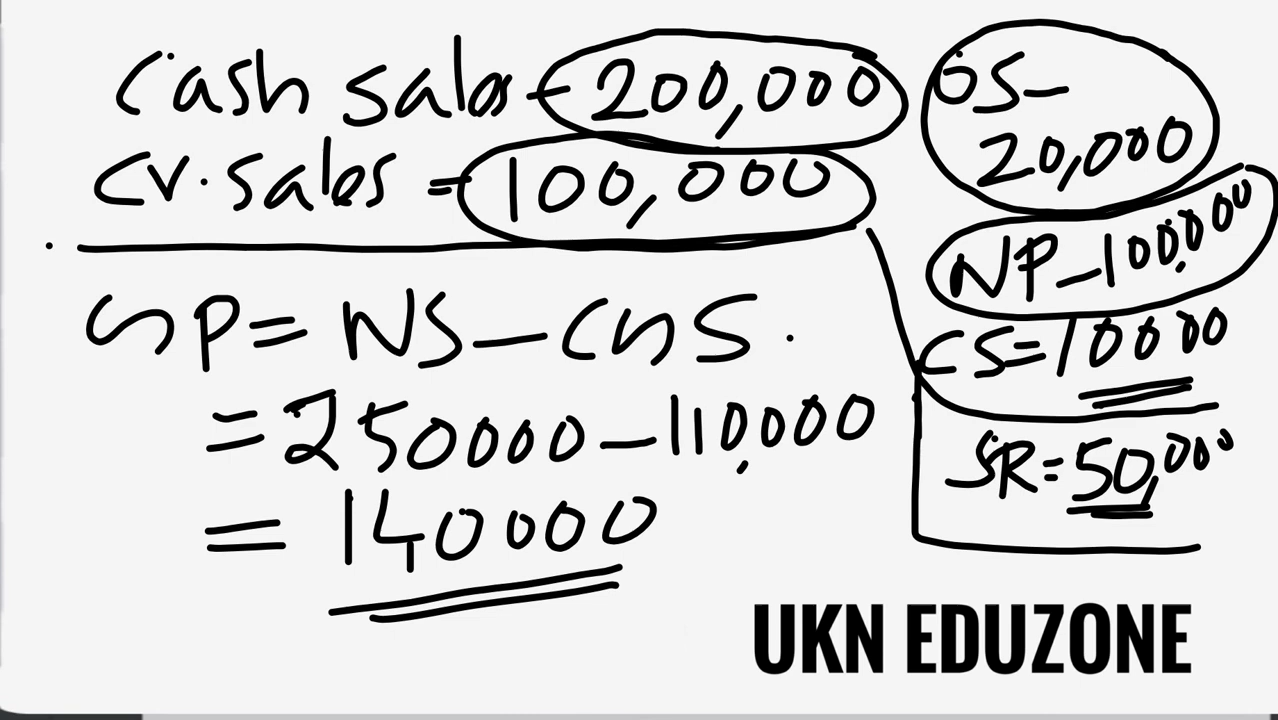 Cash sales - 200,000
Cr. sales = 100,000
GP = NS - CGS.
= 250000 - 110,000
= 140000
OS -
20,000
NP - 100,000
CS = 10000
SR = 50,000
UKN EDUZONE